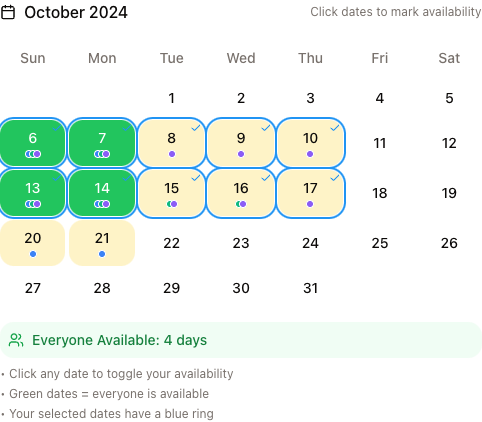 October 2024 Click dates to mark availability
Sun Mon Tue Wed Thu Fri Sat
1 2 3 4 5
6 7 8 9 10 11 12
13 14 15 16 17 18 19
20 21 22 23 24 25 26
27 28 29 30 31
Everyone Available: 4 days
• Click any date to toggle your availability
• Green dates = everyone is available
• Your selected dates have a blue ring